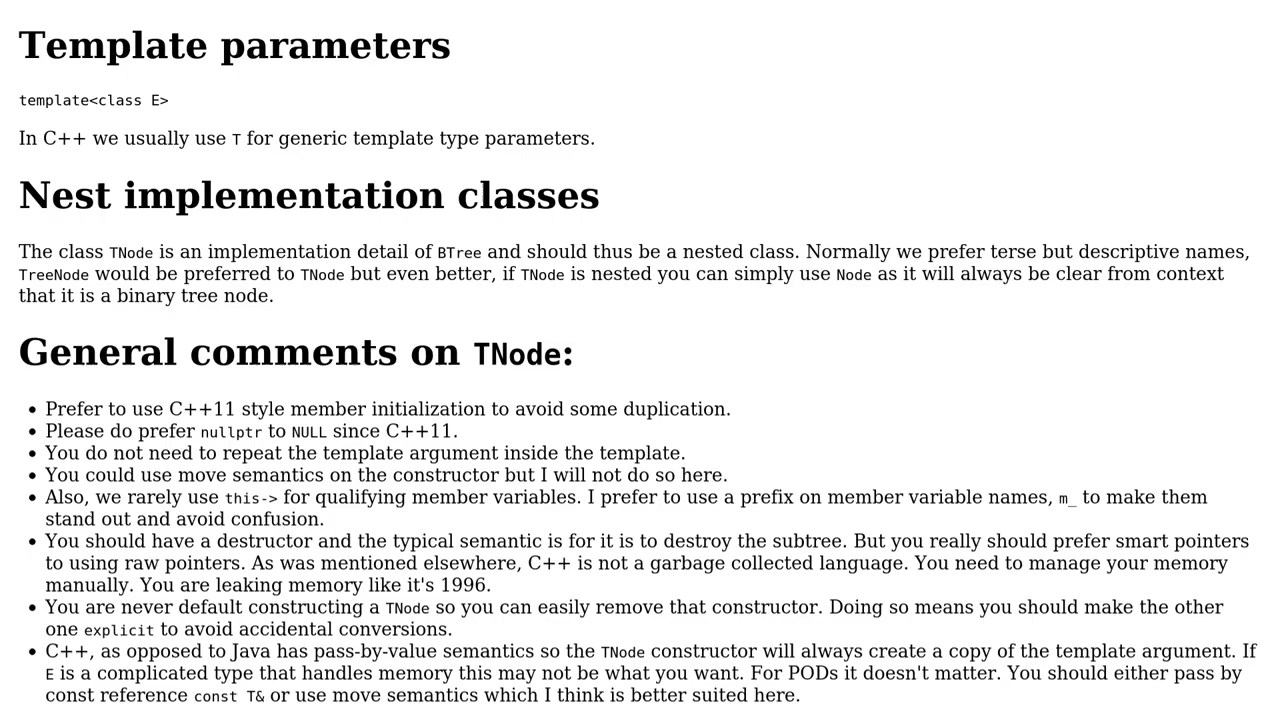 Template parameters
template<class E>
In C++ we usually use T for generic template type parameters.
Nest implementation classes
The class TNode is an implementation detail of BTree and should thus be a nested class. Normally we prefer terse but descriptive names,
TreeNode would be preferred to TNode but even better, if TNode is nested you can simply use Node as it will always be clear from context
that it is a binary tree node.
General comments on TNode:
• Prefer to use C++11 style member initialization to avoid some duplication.
• Please do prefer nullptr to NULL since C++11.
• You do not need to repeat the template argument inside the template.
• You could use move semantics on the constructor but I will not do so here.
• Also, we rarely use this-> for qualifying member variables. I prefer to use a prefix on member variable names, m_ to make them
stand out and avoid confusion.
• You should have a destructor and the typical semantic is for it is to destroy the subtree. But you really should prefer smart pointers
to using raw pointers. As was mentioned elsewhere, C++ is not a garbage collected language. You need to manage your memory
manually. You are leaking memory like it's 1996.
• You are never default constructing a TNode so you can easily remove that constructor. Doing so means you should make the other
one explicit to avoid accidental conversions.
• C++, as opposed to Java has pass-by-value semantics so the TNode constructor will always create a copy of the template argument. If
E is a complicated type that handles memory this may not be what you want. For PODs it doesn't matter. You should either pass by
const reference const T& or use move semantics which I think is better suited here.